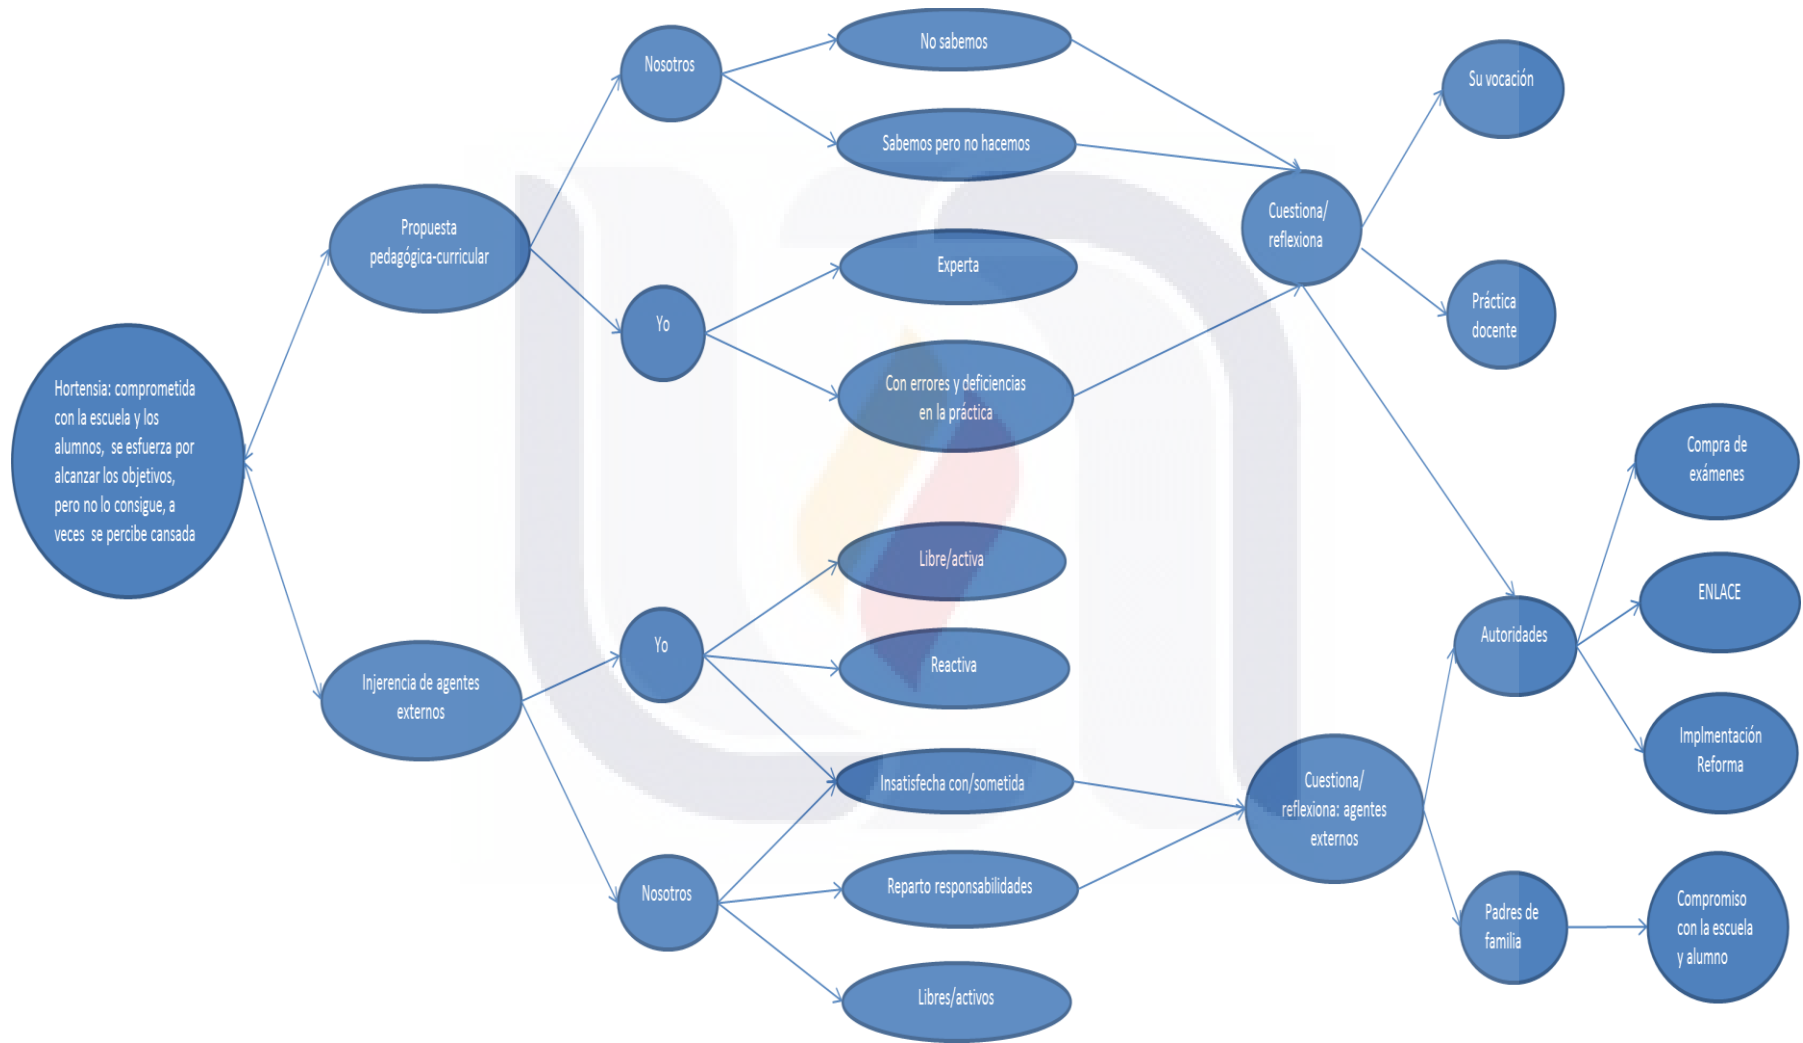 Hortensia: comprometida
con la escuela y los
alumnos, se esfuerza por
alcanzar los objetivos,
pero no lo consigue, a
veces se percibe cansada
Propuesta
pedagógica-curricular
Injerencia de agentes
externos
Nosotros
Yo
Yo
Nosotros
No sabemos
Sabemos pero no hacemos
Experta
Con errores y deficiencias
en la práctica
Libre/activa
Reactiva
Insatisfecha con/sometida
Reparto responsabilidades
Libres/activos
Cuestiona/
reflexiona
Cuestiona/
reflexiona: agentes
externos
Su vocación
Práctica
docente
Autoridades
Padres de
familia
Compra de
exámenes
ENLACE
Implmentación
Reforma
Compromiso
con la escuela
y alumno